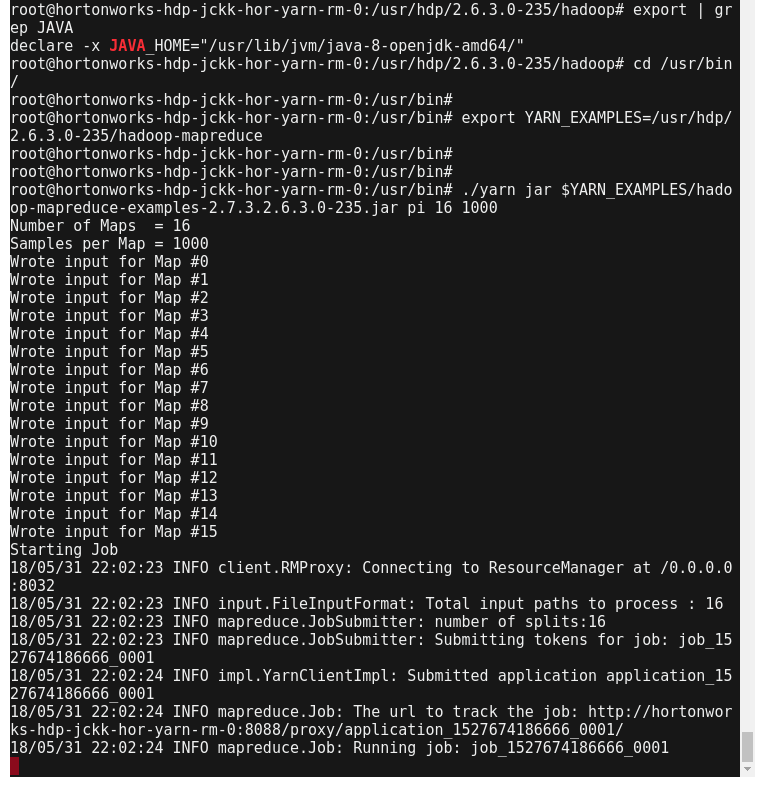 root@hortonworks-hdp-jckk-hor-yarn-rm-0:/usr/hdp/2.6.3.0-235/hadoop# export | gr
ep JAVA
declare -x JAVA_HOME="/usr/lib/jvm/java-8-openjdk-amd64/"
root@hortonworks-hdp-jckk-hor-yarn-rm-0:/usr/hdp/2.6.3.0-235/hadoop# cd /usr/bin
/
root@hortonworks-hdp-jckk-hor-yarn-rm-0:/usr/bin#
root@hortonworks-hdp-jckk-hor-yarn-rm-0:/usr/bin# export YARN_EXAMPLES=/usr/hdp/
2.6.3.0-235/hadoop-mapreduce
root@hortonworks-hdp-jckk-hor-yarn-rm-0:/usr/bin#
root@hortonworks-hdp-jckk-hor-yarn-rm-0:/usr/bin#
root@hortonworks-hdp-jckk-hor-yarn-rm-0:/usr/bin# ./yarn jar $YARN_EXAMPLES/hado
op-mapreduce-examples-2.7.3.2.6.3.0-235.jar pi 16 1000
Number of Maps  = 16
Samples per Map = 1000
Wrote input for Map #0
Wrote input for Map #1
Wrote input for Map #2
Wrote input for Map #3
Wrote input for Map #4
Wrote input for Map #5
Wrote input for Map #6
Wrote input for Map #7
Wrote input for Map #8
Wrote input for Map #9
Wrote input for Map #10
Wrote input for Map #11
Wrote input for Map #12
Wrote input for Map #13
Wrote input for Map #14
Wrote input for Map #15
Starting Job
18/05/31 22:02:23 INFO client.RMProxy: Connecting to ResourceManager at /0.0.0.0
:8032
18/05/31 22:02:23 INFO input.FileInputFormat: Total input paths to process : 16
18/05/31 22:02:23 INFO mapreduce.JobSubmitter: number of splits:16
18/05/31 22:02:23 INFO mapreduce.JobSubmitter: Submitting tokens for job: job_15
27674186666_0001
18/05/31 22:02:24 INFO impl.YarnClientImpl: Submitted application application_15
27674186666_0001
18/05/31 22:02:24 INFO mapreduce.Job: The url to track the job: http://hortonwor
ks-hdp-jckk-hor-yarn-rm-0:8088/proxy/application_1527674186666_0001/
18/05/31 22:02:24 INFO mapreduce.Job: Running job: job_1527674186666_0001